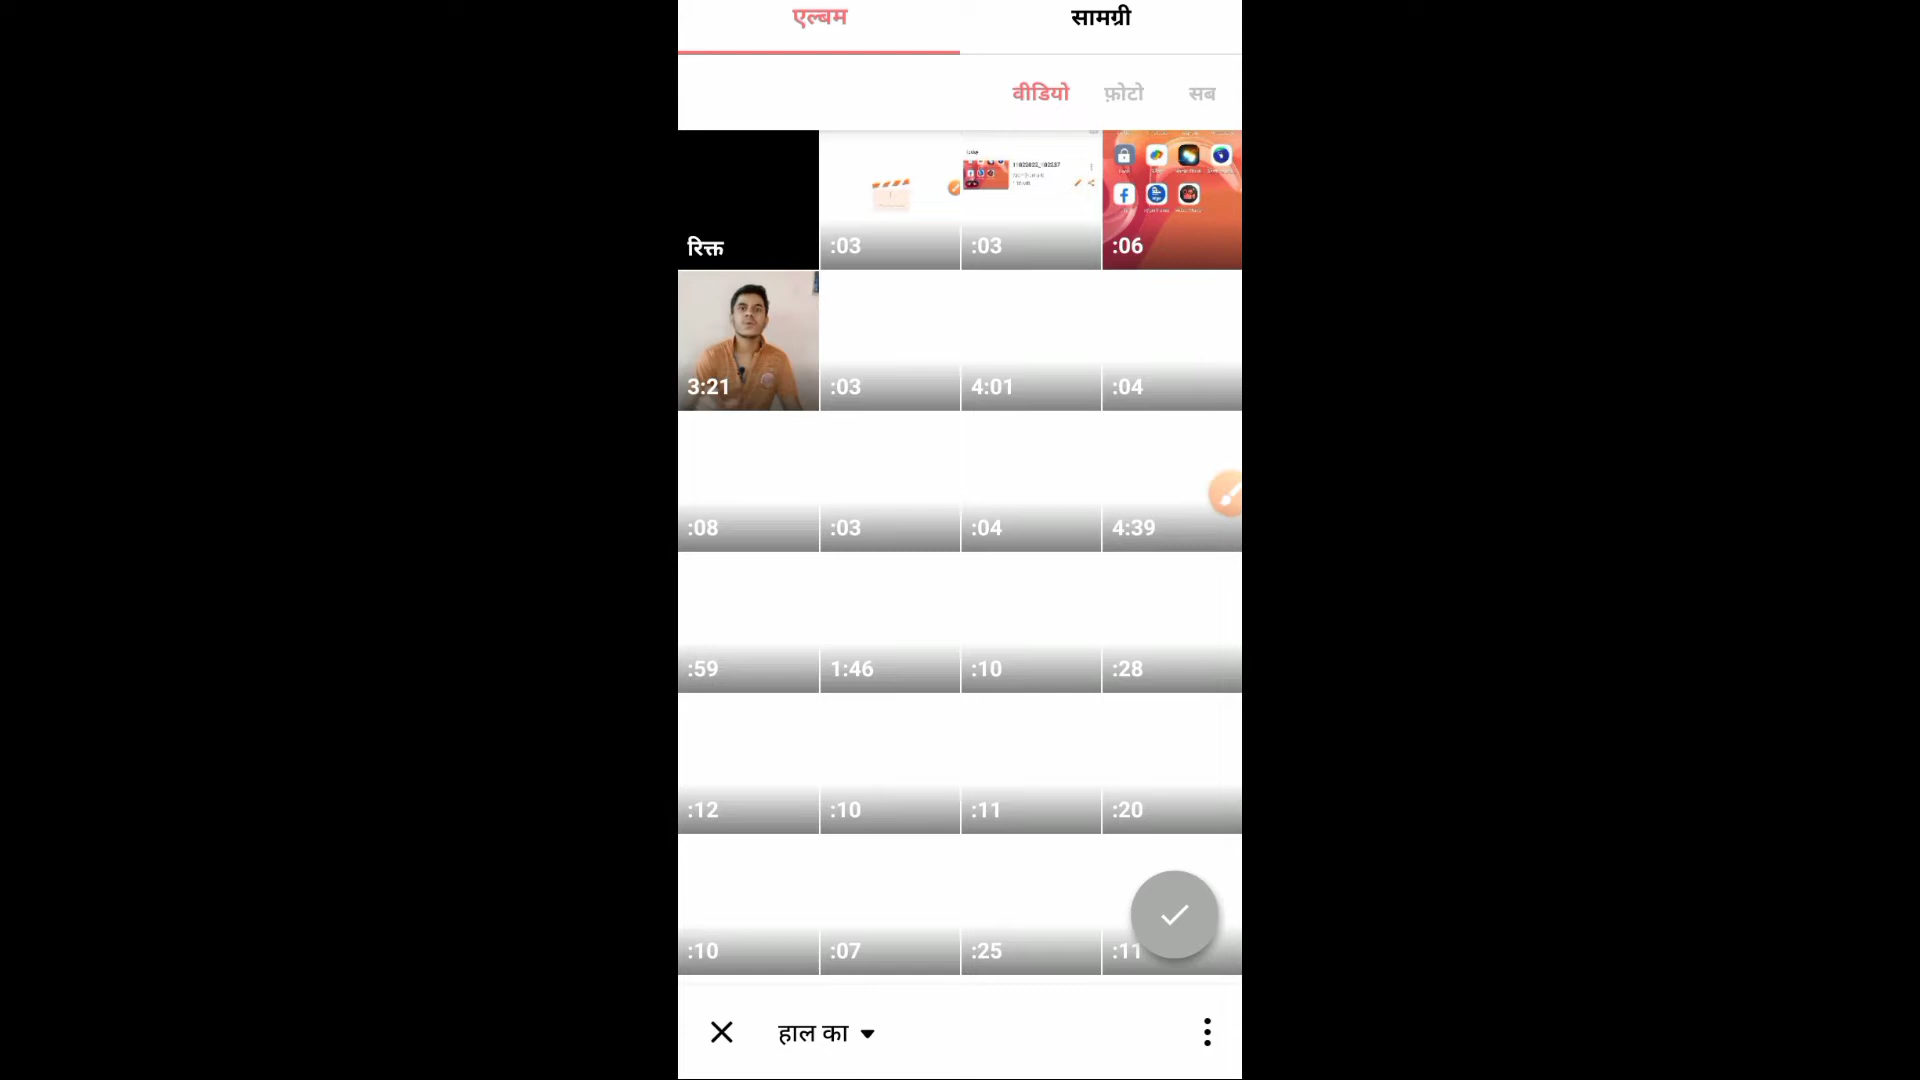 एल्बम सामग्री
वीडियो फ़ोटो सब
रिक्त :03 :03 :06
3:21 :03 4:01 :04
:08 :03 :04 4:39
:59 1:46 :10 :28
:12 :10 :11 :20
:10 :07 :25 :11
हाल का